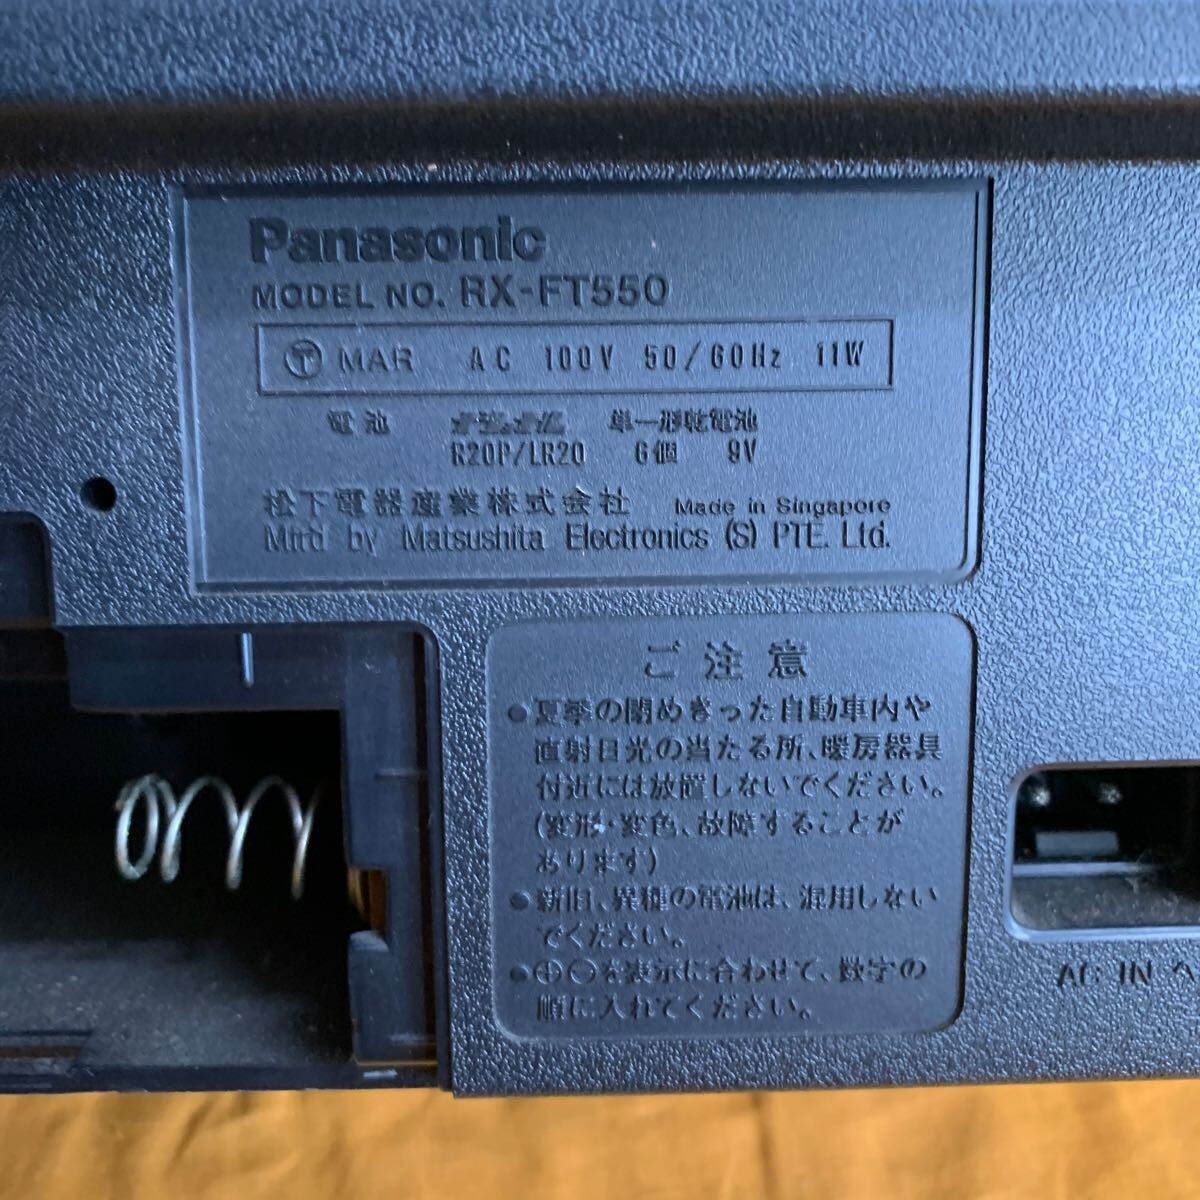 Panasonic
MODEL NO. RX-FT550
T MAR AC 100V 50/60Hz 11W
電池 ナショナル 単一形乾電池
R20P/LR20 6個 9V
松下電器産業株式会社 Made in Singapore
Mfrd by Matsushita Electronics (S) PTE. Ltd.
ご注意
●夏季の閉めきった自動車内や
直射日光の当たる所、暖房器具
付近には放置しないでください。
(変形・変色、故障することが
あります)
●新旧、異種の電池は、混用しない
でください。
●⊕⊖を表示に合わせて、数字の
順に入れてください。
AC IN